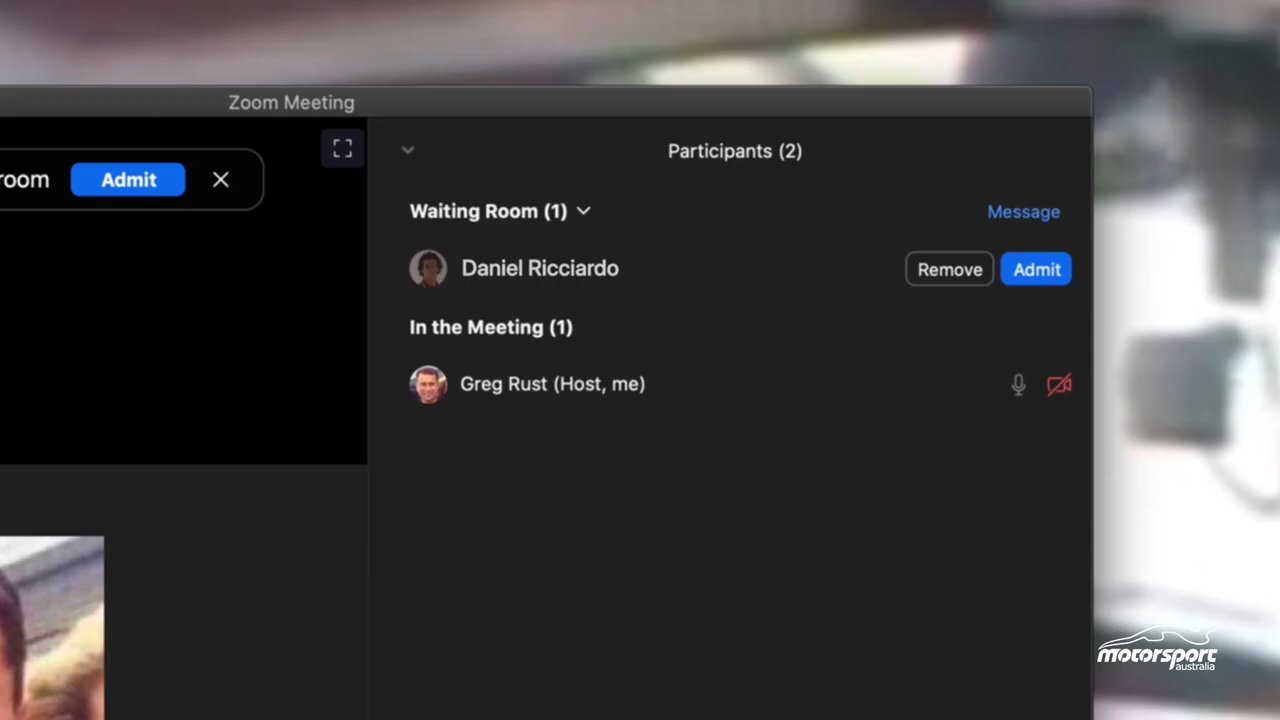 Zoom Meeting
room
Admit
Participants (2)
Waiting Room (1)
Message
Daniel Ricciardo
Remove
Admit
In the Meeting (1)
Greg Rust (Host, me)
motorsport
australia